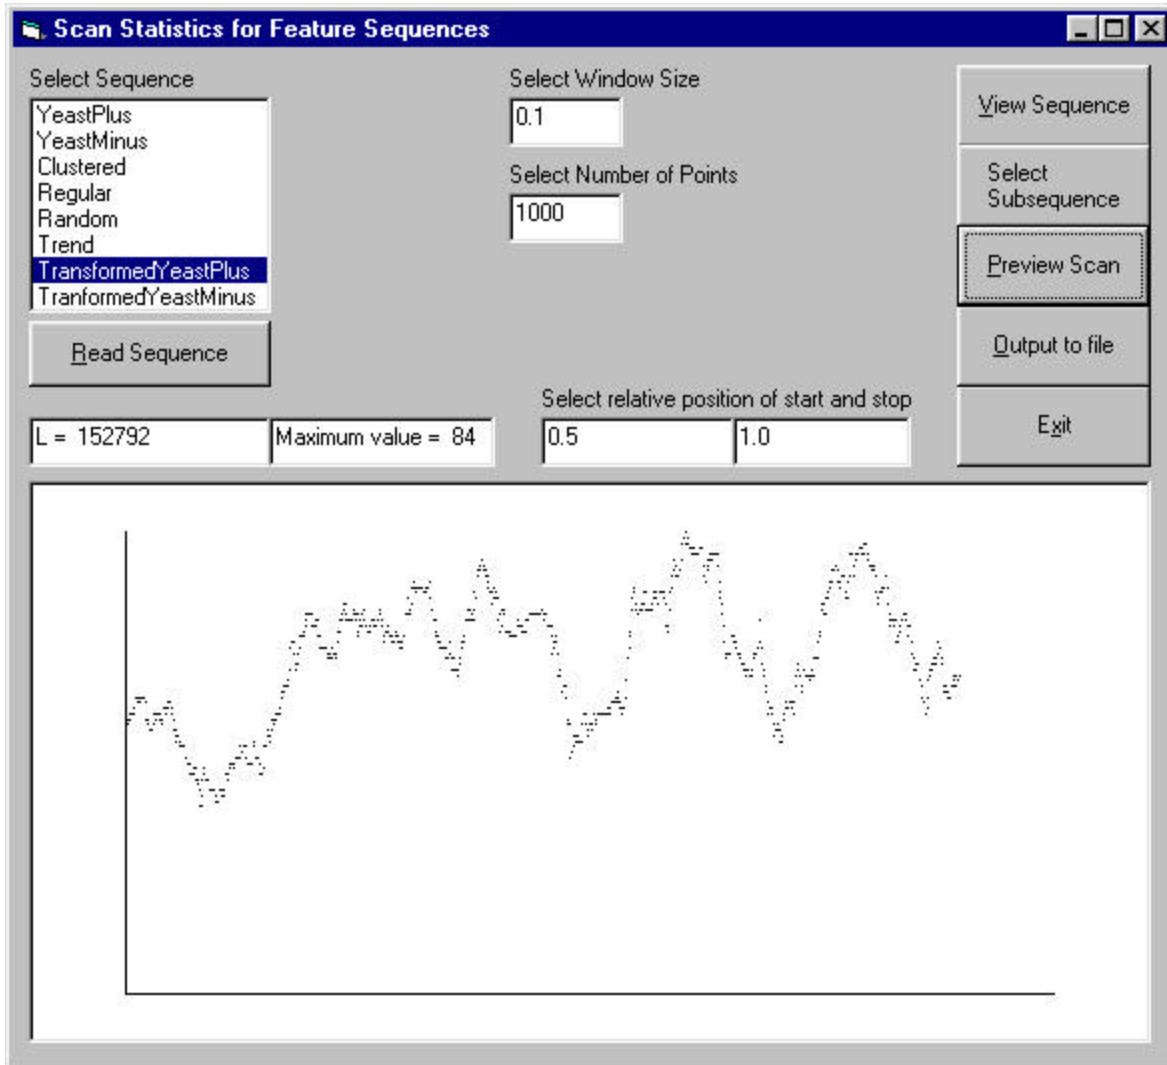 Scan Statistics for Feature Sequences
Select Sequence
YeastPlus
YeastMinus
Clustered
Regular
Random
Trend
TransformedYeastPlus
TranformedYeastMinus
Read Sequence
Select Window Size
0.1
Select Number of Points
1000
View Sequence
Select
Subsequence
Preview Scan
Output to file
Exit
L = 152792
Maximum value = 84
Select relative position of start and stop
0.5
1.0